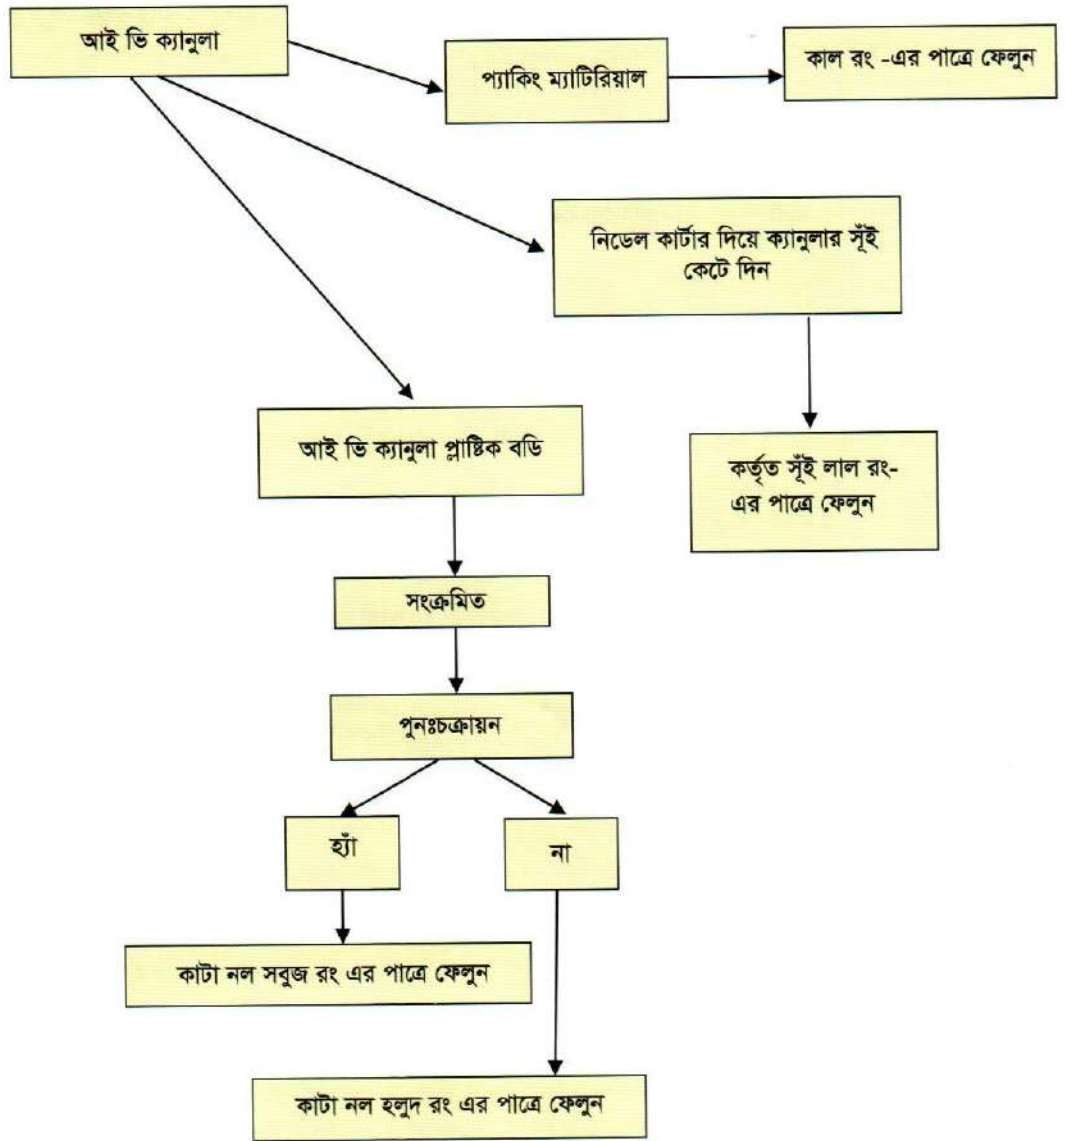 আই ভি ক্যানুলা
প্যাকিং ম্যাটিরিয়াল
কাল রং -এর পাত্রে ফেলুন
নিডেল কার্টার দিয়ে ক্যানুলার সূঁই
কেটে দিন
আই ভি ক্যানুলা প্লাষ্টিক বডি
কর্তৃত সূঁই লাল রং-
এর পাত্রে ফেলুন
সংক্রমিত
পুনঃচক্রায়ন
হ্যাঁ
না
কাটা নল সবুজ রং এর পাত্রে ফেলুন
কাটা নল হলুদ রং এর পাত্রে ফেলুন